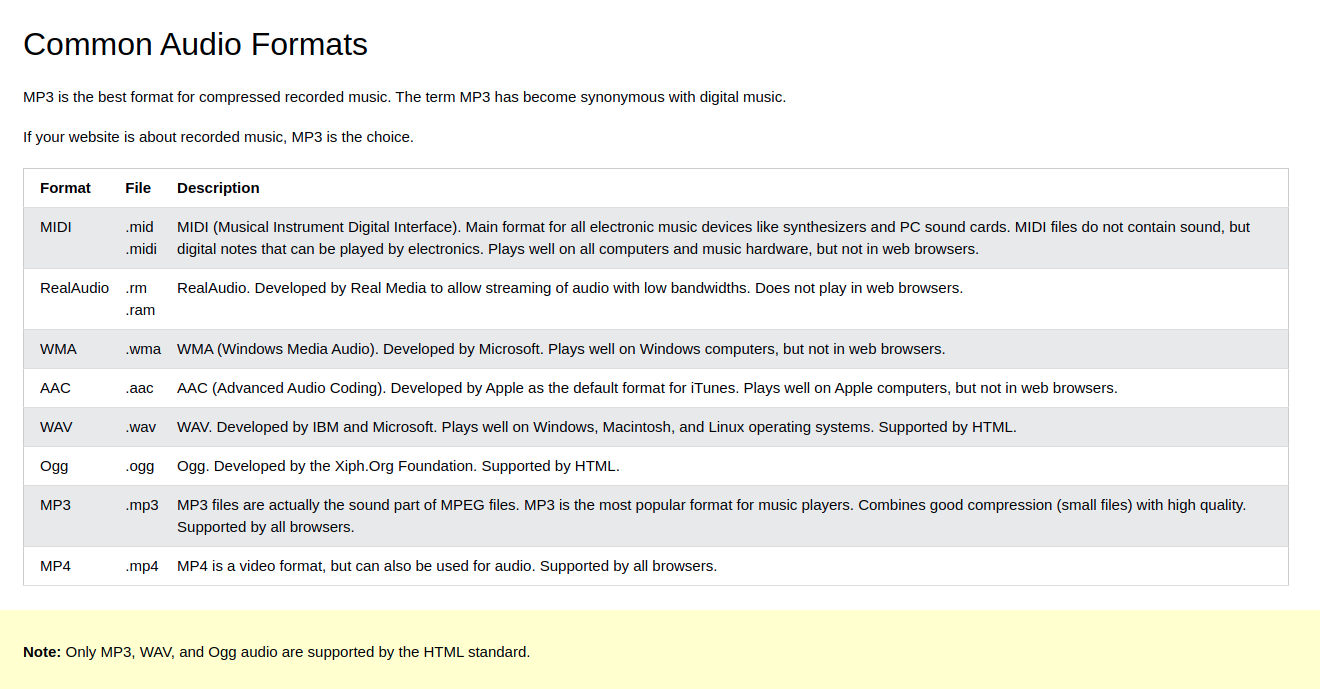 Common Audio Formats
MP3 is the best format for compressed recorded music. The term MP3 has become synonymous with digital music.
If your website is about recorded music, MP3 is the choice.
Format File Description
MIDI .mid MIDI (Musical Instrument Digital Interface). Main format for all electronic music devices like synthesizers and PC sound cards. MIDI files do not contain sound, but
.midi digital notes that can be played by electronics. Plays well on all computers and music hardware, but not in web browsers.
RealAudio .rm RealAudio. Developed by Real Media to allow streaming of audio with low bandwidths. Does not play in web browsers.
.ram
WMA .wma WMA (Windows Media Audio). Developed by Microsoft. Plays well on Windows computers, but not in web browsers.
AAC .aac AAC (Advanced Audio Coding). Developed by Apple as the default format for iTunes. Plays well on Apple computers, but not in web browsers.
WAV .wav WAV. Developed by IBM and Microsoft. Plays well on Windows, Macintosh, and Linux operating systems. Supported by HTML.
Ogg .ogg Ogg. Developed by the Xiph.Org Foundation. Supported by HTML.
MP3 .mp3 MP3 files are actually the sound part of MPEG files. MP3 is the most popular format for music players. Combines good compression (small files) with high quality.
Supported by all browsers.
MP4 .mp4 MP4 is a video format, but can also be used for audio. Supported by all browsers.
Note: Only MP3, WAV, and Ogg audio are supported by the HTML standard.